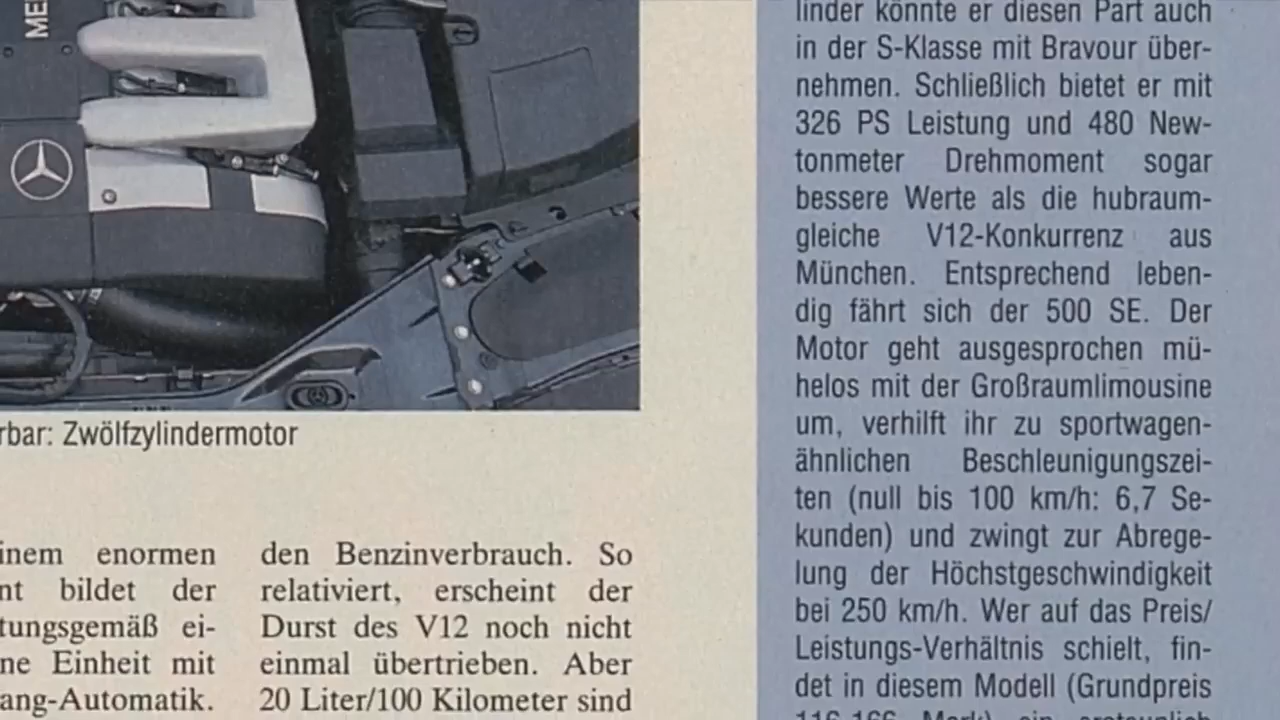 ME
rbar: Zwölfzylindermotor
inem enormen
nt bildet der
tungsgemäß ei-
ne Einheit mit
ang-Automatik.
den Benzinverbrauch. So
relativiert, erscheint der
Durst des V12 noch nicht
einmal übertrieben. Aber
20 Liter/100 Kilometer sind
linder könnte er diesen Part auch
in der S-Klasse mit Bravour über-
nehmen. Schließlich bietet er mit
326 PS Leistung und 480 New-
tonmeter Drehmoment sogar
bessere Werte als die hubraum-
gleiche V12-Konkurrenz aus
München. Entsprechend leben-
dig fährt sich der 500 SE. Der
Motor geht ausgesprochen mü-
helos mit der Großraumlimousine
um, verhilft ihr zu sportwagen-
ähnlichen Beschleunigungszei-
ten (null bis 100 km/h: 6,7 Se-
kunden) und zwingt zur Abrege-
lung der Höchstgeschwindigkeit
bei 250 km/h. Wer auf das Preis/
Leistungs-Verhältnis schielt, fin-
det in diesem Modell (Grundpreis
116 166 Mark) ein erstaunlich